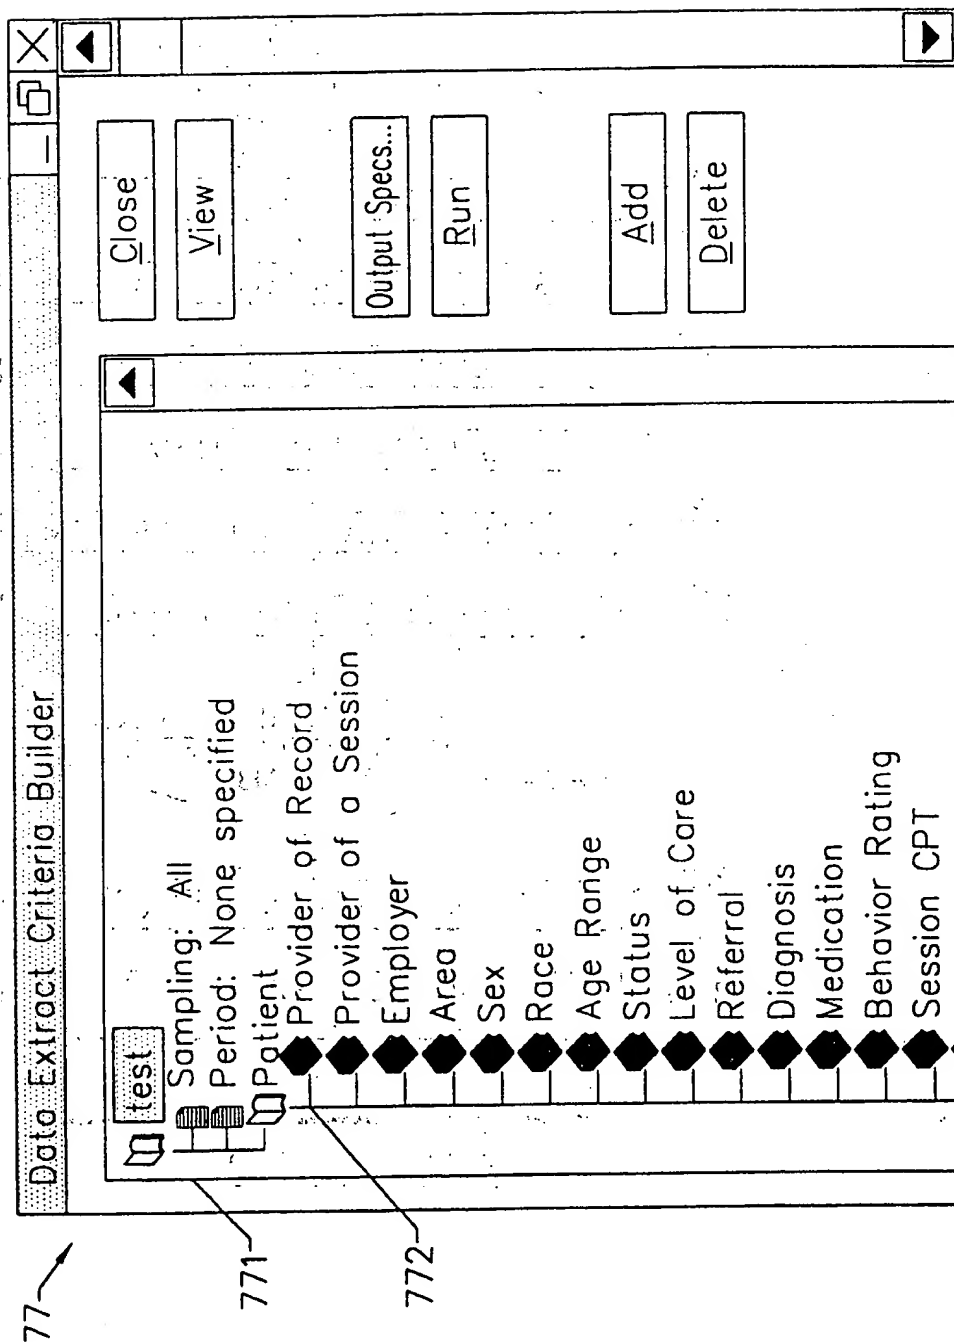 77
Data Extract Criteria Builder
771
772
test
Sampling: All
Period: None specified
Patient
Provider of Record
Provider of a Session
Employer
Area
Sex
Race
Age Range
Status
Level of Care
Referral
Diagnosis
Medication
Behavior Rating
Session CPT
Close
View
Output Specs...
Run
Add
Delete